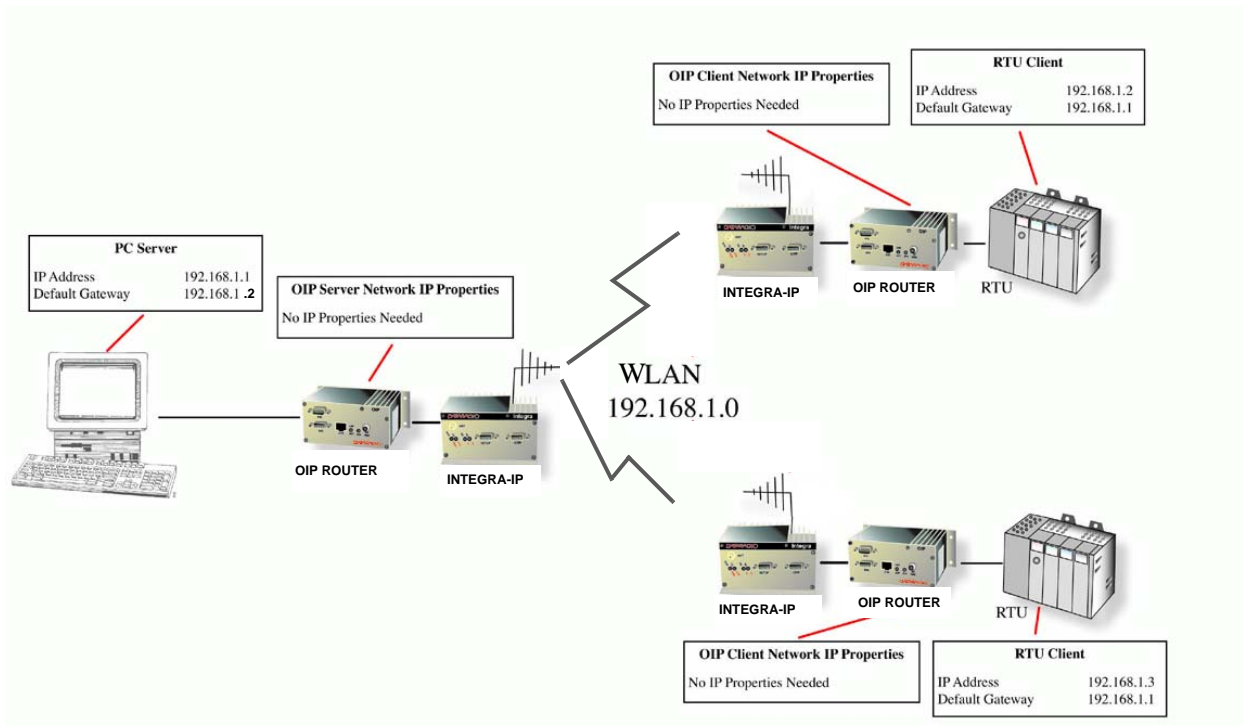 OIP Client Network IP Properties
No IP Properties Needed
RTU Client
IP Address 192.168.1.2
Default Gateway 192.168.1.1
INTEGRA-IP
OIP ROUTER
RTU
PC Server
IP Address 192.168.1.1
Default Gateway 192.168.1 .2
OIP Server Network IP Properties
No IP Properties Needed
OIP ROUTER
INTEGRA-IP
WLAN
192.168.1.0
INTEGRA-IP
OIP ROUTER
RTU
OIP Client Network IP Properties
No IP Properties Needed
RTU Client
IP Address 192.168.1.3
Default Gateway 192.168.1.1